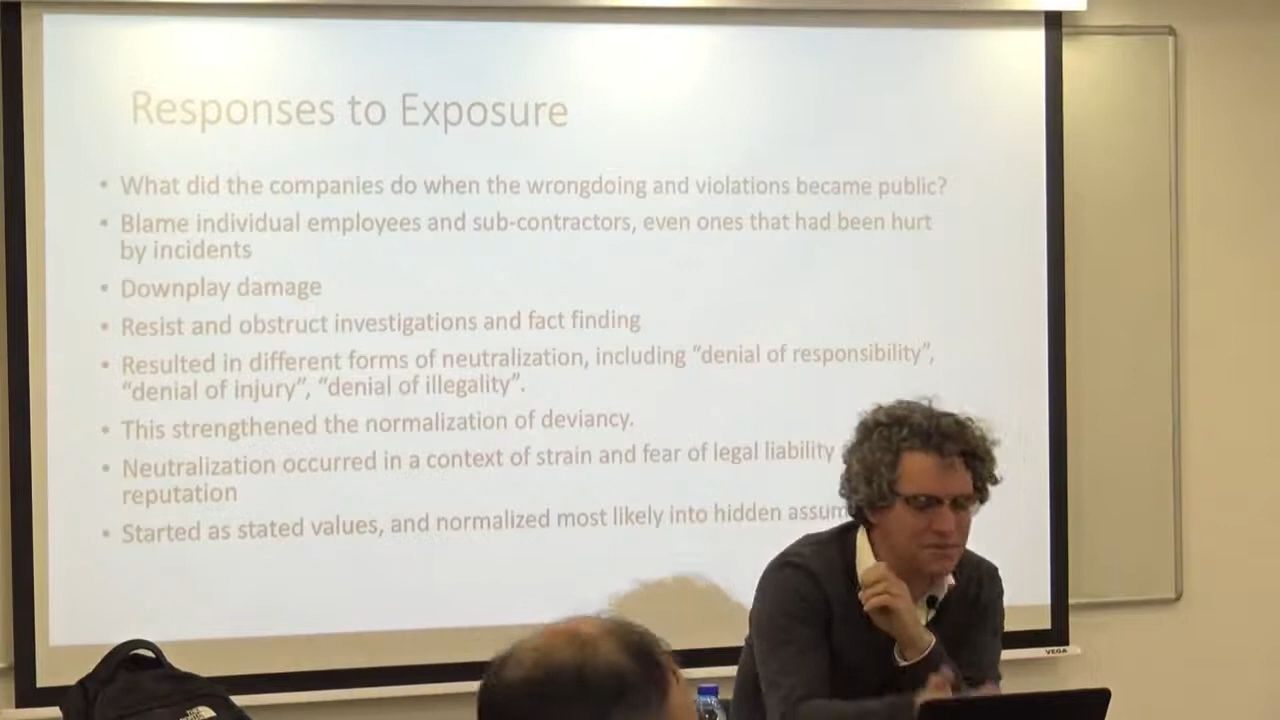 Responses to Exposure
• What did the companies do when the wrongdoing and violations became public?
• Blame individual employees and sub-contractors, even ones that had been hurt
by incidents
• Downplay damage
• Resist and obstruct investigations and fact finding
• Resulted in different forms of neutralization, including “denial of responsibility”,
“denial of injury”, “denial of illegality”.
• This strengthened the normalization of deviancy.
• Neutralization occurred in a context of strain and fear of legal liability
reputation
• Started as stated values, and normalized most likely into hidden
VEGA
THE
NORTH
FACE